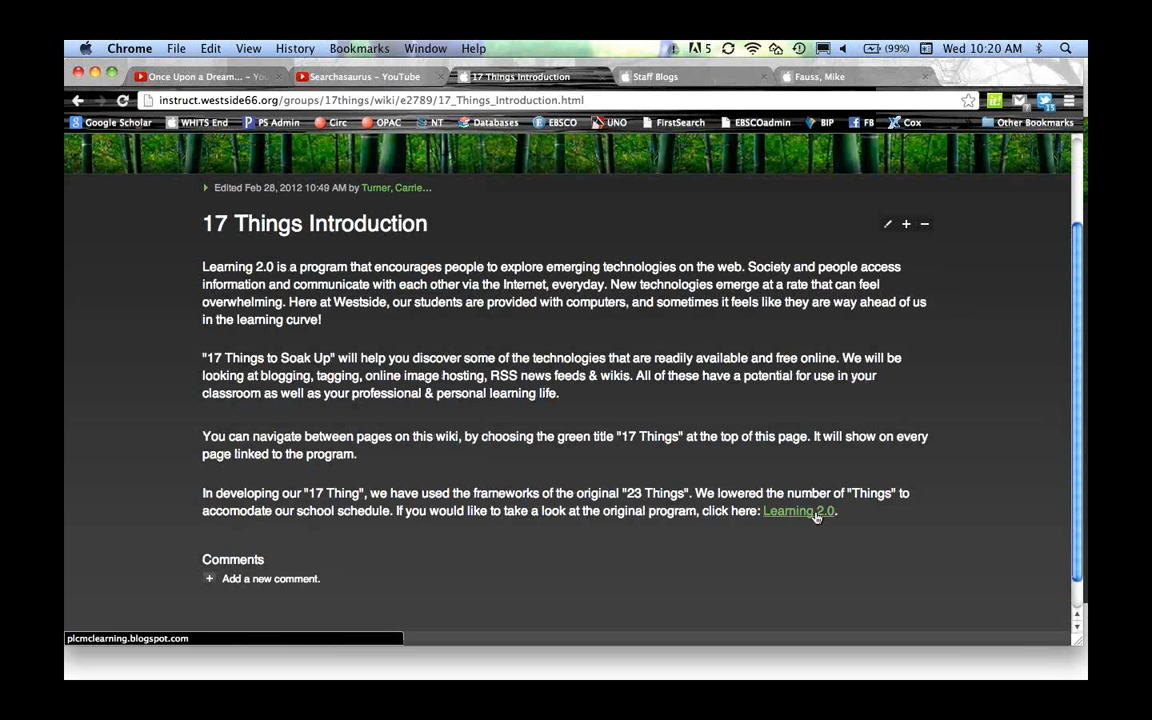 Chrome File Edit View History Bookmarks Window Help 5 (99%) Wed 10:20 AM
Once Upon a Dream... – Yo Searchasaurus – YouTube 17 Things Introduction Staff Blogs Fauss, Mike
instruct.westside66.org/groups/17things/wiki/e2789/17_Things_Introduction.html
Google Scholar WHITS End PS Admin Circ OPAC NT Databases EBSCO UNO FirstSearch EBSCOadmin BIP FB Cox Other Bookmarks
Edited Feb 28, 2012 10:49 AM by Turner, Carrie...
17 Things Introduction
Learning 2.0 is a program that encourages people to explore emerging technologies on the web. Society and people access
information and communicate with each other via the Internet, everyday. New technologies emerge at a rate that can feel
overwhelming. Here at Westside, our students are provided with computers, and sometimes it feels like they are way ahead of us
in the learning curve!
"17 Things to Soak Up" will help you discover some of the technologies that are readily available and free online. We will be
looking at blogging, tagging, online image hosting, RSS news feeds & wikis. All of these have a potential for use in your
classroom as well as your professional & personal learning life.
You can navigate between pages on this wiki, by choosing the green title "17 Things" at the top of this page. It will show on every
page linked to the program.
In developing our "17 Thing", we have used the frameworks of the original "23 Things". We lowered the number of "Things" to
accomodate our school schedule. If you would like to take a look at the original program, click here: Learning 2.0.
Comments
+ Add a new comment.
plcmclearning.blogspot.com